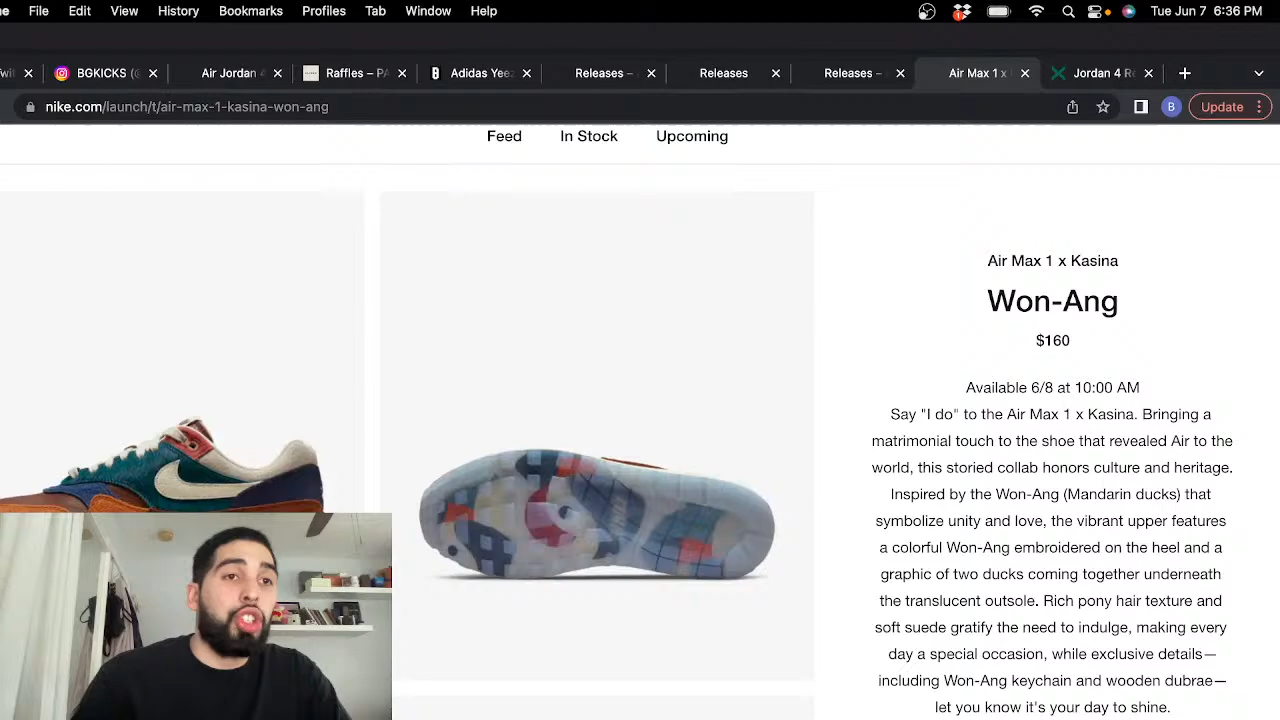 File Edit View History Bookmarks Profiles Tab Window Help Tue Jun 7 6:36 PM
BGKICKS (@ Air Jordan 4 Raffles – PA Adidas Yeez Releases – Releases Releases – Air Max 1 x Jordan 4 Re
nike.com/launch/t/air-max-1-kasina-won-ang B Update
Feed In Stock Upcoming
Air Max 1 x Kasina
Won-Ang
$160
Available 6/8 at 10:00 AM
Say "I do" to the Air Max 1 x Kasina. Bringing a
matrimonial touch to the shoe that revealed Air to the
world, this storied collab honors culture and heritage.
Inspired by the Won-Ang (Mandarin ducks) that
symbolize unity and love, the vibrant upper features
a colorful Won-Ang embroidered on the heel and a
graphic of two ducks coming together underneath
the translucent outsole. Rich pony hair texture and
soft suede gratify the need to indulge, making every
day a special occasion, while exclusive details—
including Won-Ang keychain and wooden dubrae—
let you know it's your day to shine.